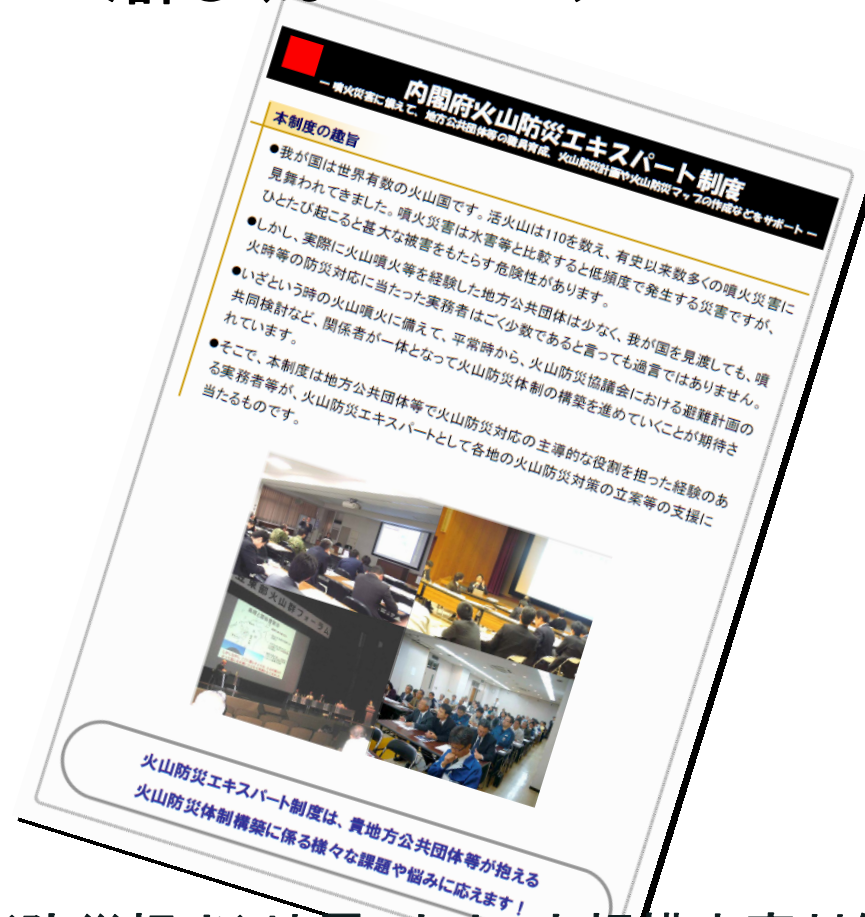 内閣府火山防災エキスパート制度
― 噴火災害に備えて、地方公共団体等の職員育成、火山防災計画や火山防災マップの作成などをサポート ―
本制度の趣旨
●我が国は世界有数の火山国です。活火山は110を数え、有史以来数多くの噴火災害に
見舞われてきました。噴火災害は水害等と比較すると低頻度で発生する災害ですが、
ひとたび起こると甚大な被害をもたらす危険性があります。
●しかし、実際に火山噴火等を経験した地方公共団体は少なく、我が国を見渡しても、噴
火時等の防災対応に当たった実務者はごく少数であると言っても過言ではありません。
●いざという時の火山噴火に備えて、平常時から、火山防災協議会における避難計画の
共同検討など、関係者が一体となって火山防災体制の構築を進めていくことが期待さ
れています。
●そこで、本制度は地方公共団体等で火山防災対応の主導的な役割を担った経験のあ
る実務者等が、火山防災エキスパートとして各地の火山防災対策の立案等の支援に
当たるものです。
火山群フォーラム
火山防災エキスパート制度は、貴地方公共団体等が抱える
火山防災体制構築に係る様々な課題や悩みに応えます！